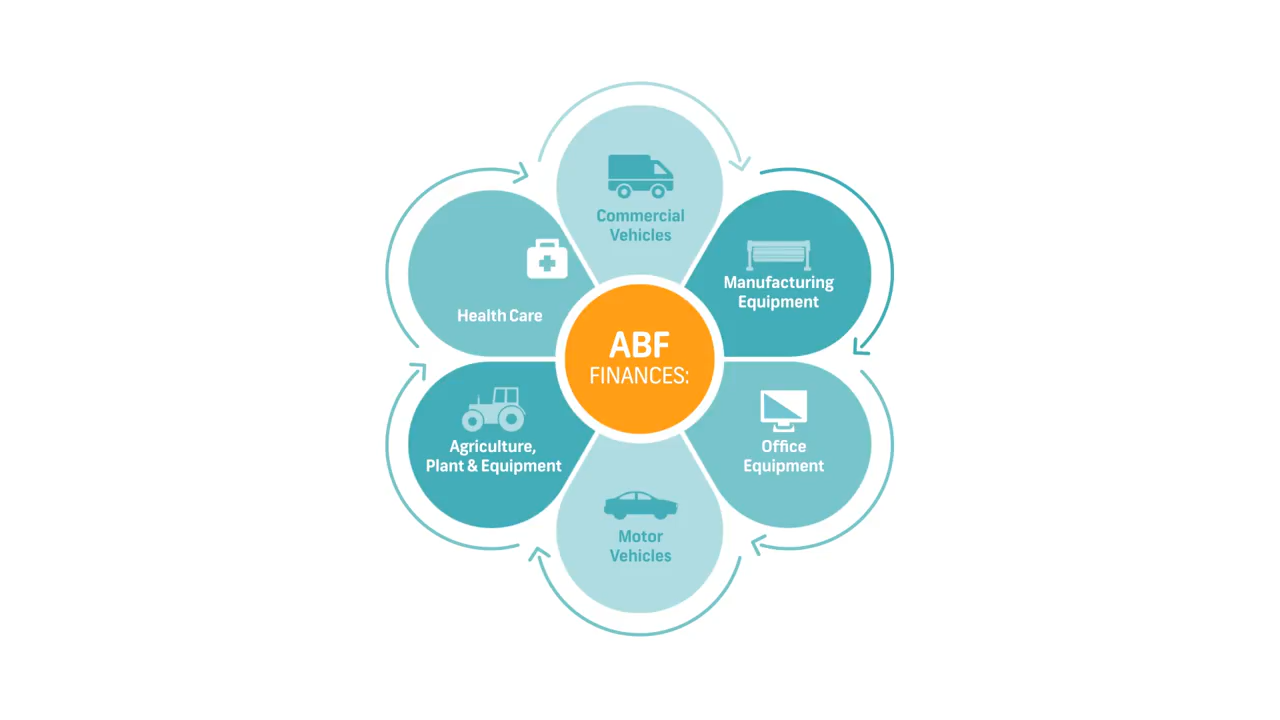 Commercial
Vehicles
Manufacturing
Equipment
Health Care
ABF
FINANCES:
Office
Equipment
Agriculture,
Plant & Equipment
Motor
Vehicles